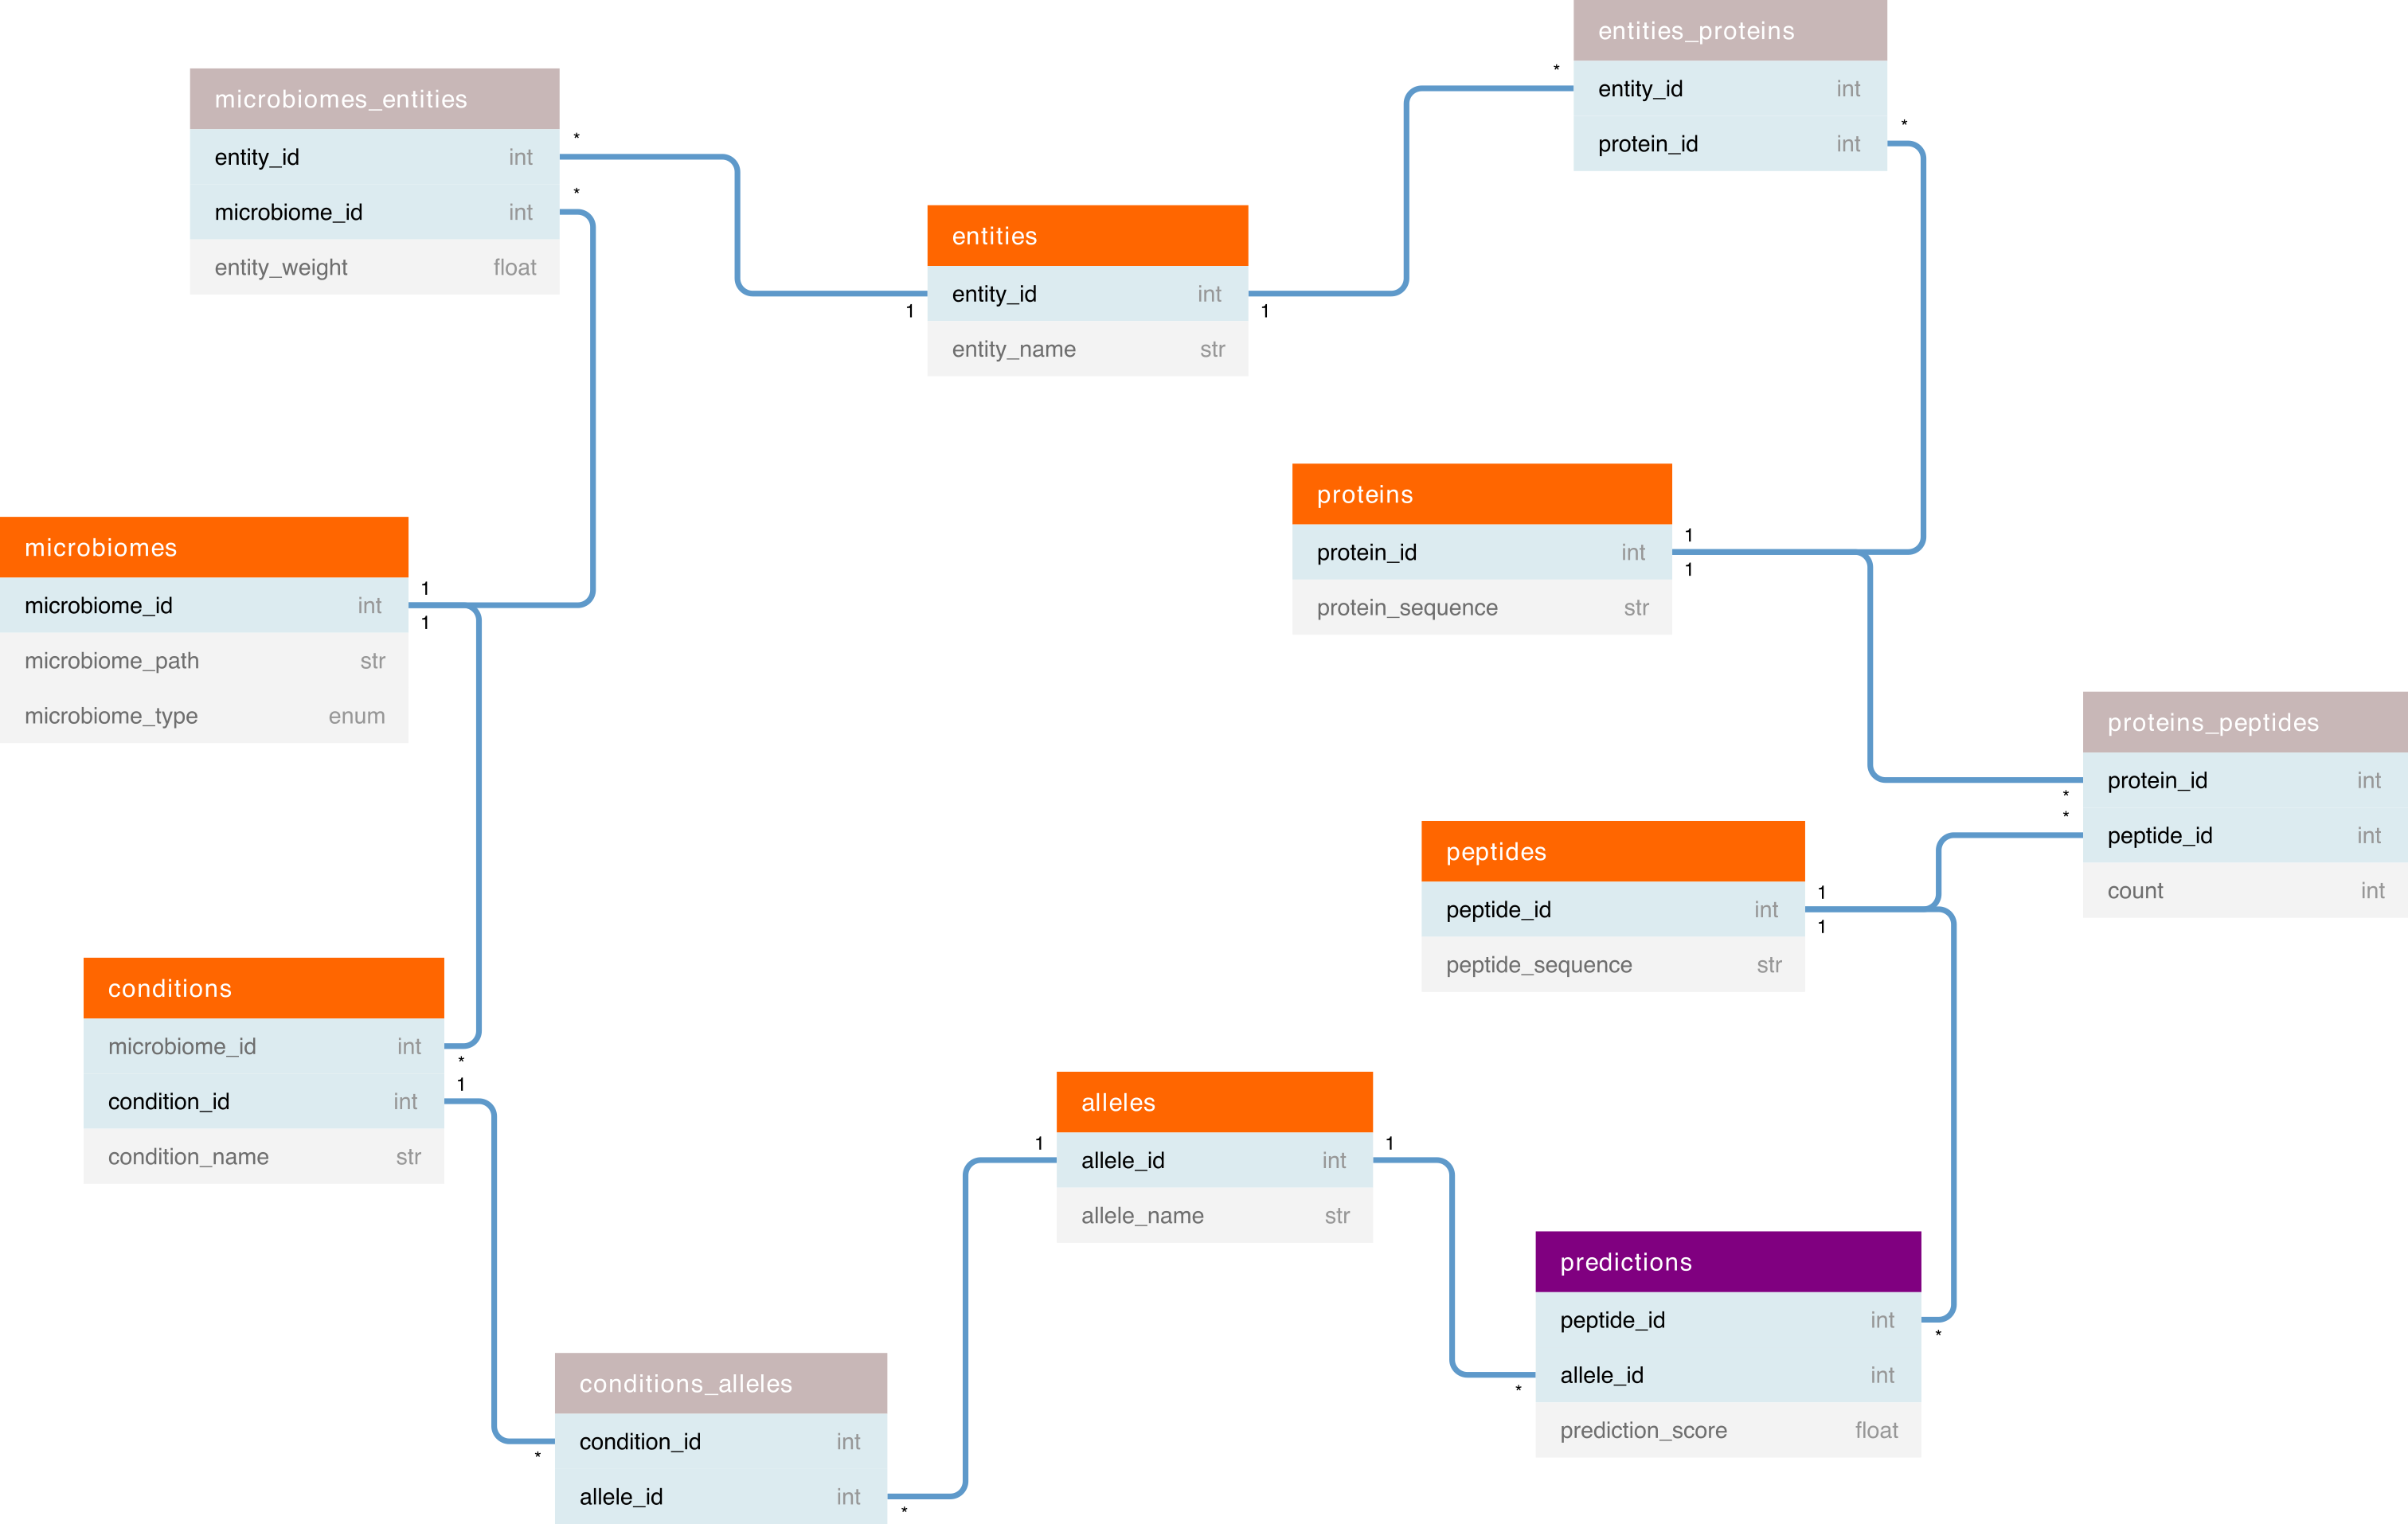 entities_proteins
*
entity_id int
*
protein_id int
microbiomes_entities
*
entity_id int
*
microbiome_id int
entity_weight float
entities
entity_id int
1 1
entity_name str
proteins
1
protein_id int
1
protein_sequence str
microbiomes
1
microbiome_id int
1
microbiome_path str
microbiome_type enum
proteins_peptides
protein_id int
*
*
peptide_id int
count int
peptides
1
peptide_id int
1
peptide_sequence str
conditions
microbiome_id int
*
1
condition_id int
condition_name str
alleles
1 1
allele_id int
allele_name str
predictions
peptide_id int
*
allele_id int
*
prediction_score float
conditions_alleles
condition_id int
*
allele_id int
*